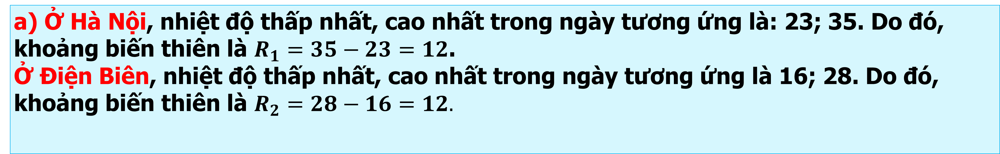 a) Ở Hà Nội, nhiệt độ thấp nhất, cao nhất trong ngày tương ứng là: 23; 35. Do đó,
khoảng biến thiên là R₁ = 35 − 23 = 12.
Ở Điện Biên, nhiệt độ thấp nhất, cao nhất trong ngày tương ứng là 16; 28. Do đó,
khoảng biến thiên là R₂ = 28 − 16 = 12.